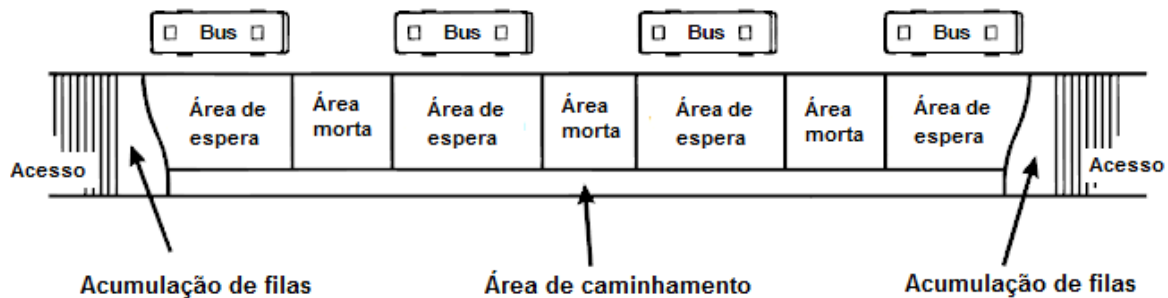 Bus Bus Bus Bus
Área de espera
Área morta
Área de espera
Área morta
Área de espera
Área morta
Área de espera
Acesso
Acesso
Acumulação de filas
Área de caminhamento
Acumulação de filas